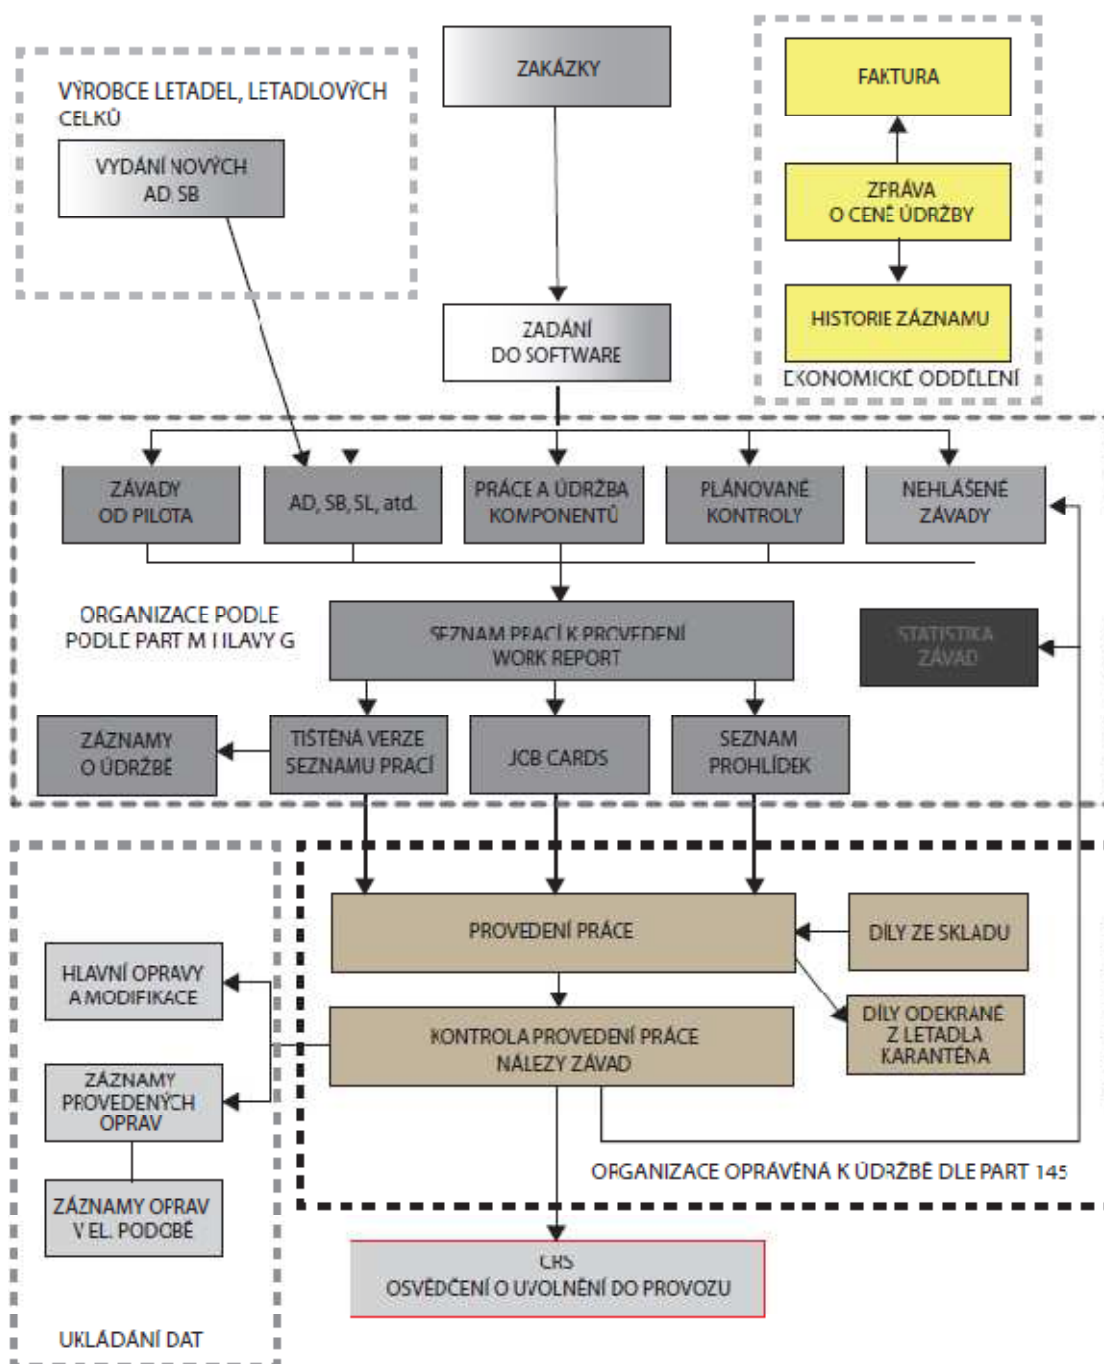 VÝROBCE LETADEL, LETADLOVÝCH
CELKŮ
VYDÁNÍ NOVÝCH
AD, SB
ZAKÁZKY
FAKTURA
ZPRÁVA
O CENĚ ÚDRŽBY
HISTORIE ZÁZNAMU
EKONOMICKÉ ODDĚLENÍ
ZADÁNÍ
DO SOFTWARE
ZÁVADY
OD PILOTA
AD, SB, SL, atd.
PRÁCE A ÚDRŽBA
KOMPONENTŮ
PLÁNOVANÉ
KONTROLY
NEHLÁŠENÉ
ZÁVADY
ORGANIZACE PODLE
PODLE PART M HLAVY G
SEZNAM PRACÍ K PROVEDENÍ
WORK REPORT
STATISTIKA
ZÁVAD
ZÁZNAMY
O ÚDRŽBĚ
TIŠTĚNÁ VERZE
SEZNAMU PRACÍ
JOB CARDS
SEZNAM
PROHLÍDEK
PROVEDENÍ PRÁCE
DÍLY ZE SKLADU
HLAVNÍ OPRAVY
A MODIFIKACE
KONTROLA PROVEDENÍ PRÁCE
NÁLEZY ZÁVAD
DÍLY ODEBRANÉ
Z LETADLA
KARANTÉNA
ZÁZNAMY
PROVEDENÝCH
OPRAV
ORGANIZACE OPRÁVĚNÁ K ÚDRŽBĚ DLE PART 145
ZÁZNAMY OPRAV
V EL. PODOBĚ
CRS
OSVĚDČENÍ O UVOLNĚNÍ DO PROVOZU
UKLÁDÁNÍ DAT